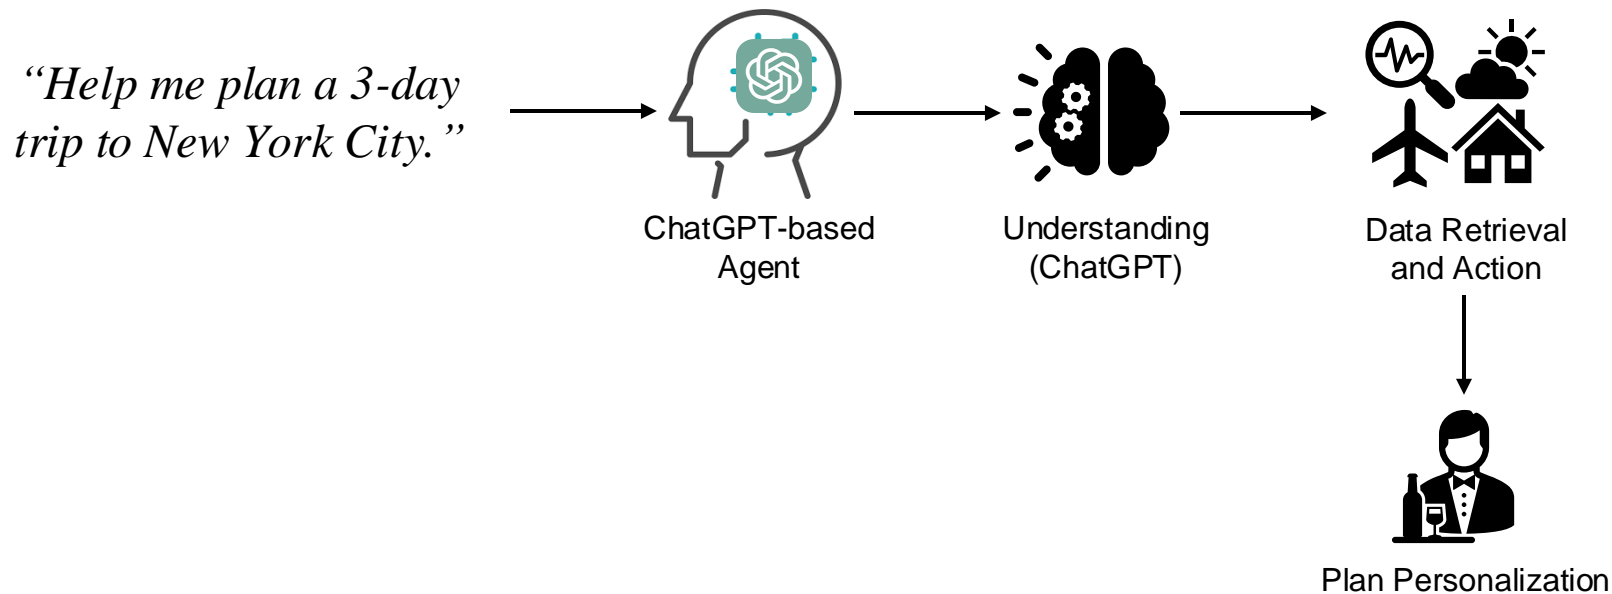 “Help me plan a 3-day
trip to New York City.”
ChatGPT-based
Agent
Understanding
(ChatGPT)
Data Retrieval
and Action
Plan Personalization